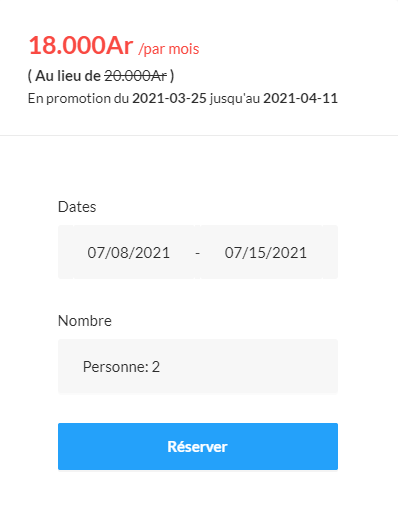 18.000Ar /par mois
( Au lieu de 20.000Ar )
En promotion du 2021-03-25 jusqu'au 2021-04-11
Dates
07/08/2021 - 07/15/2021
Nombre
Personne: 2
Réserver